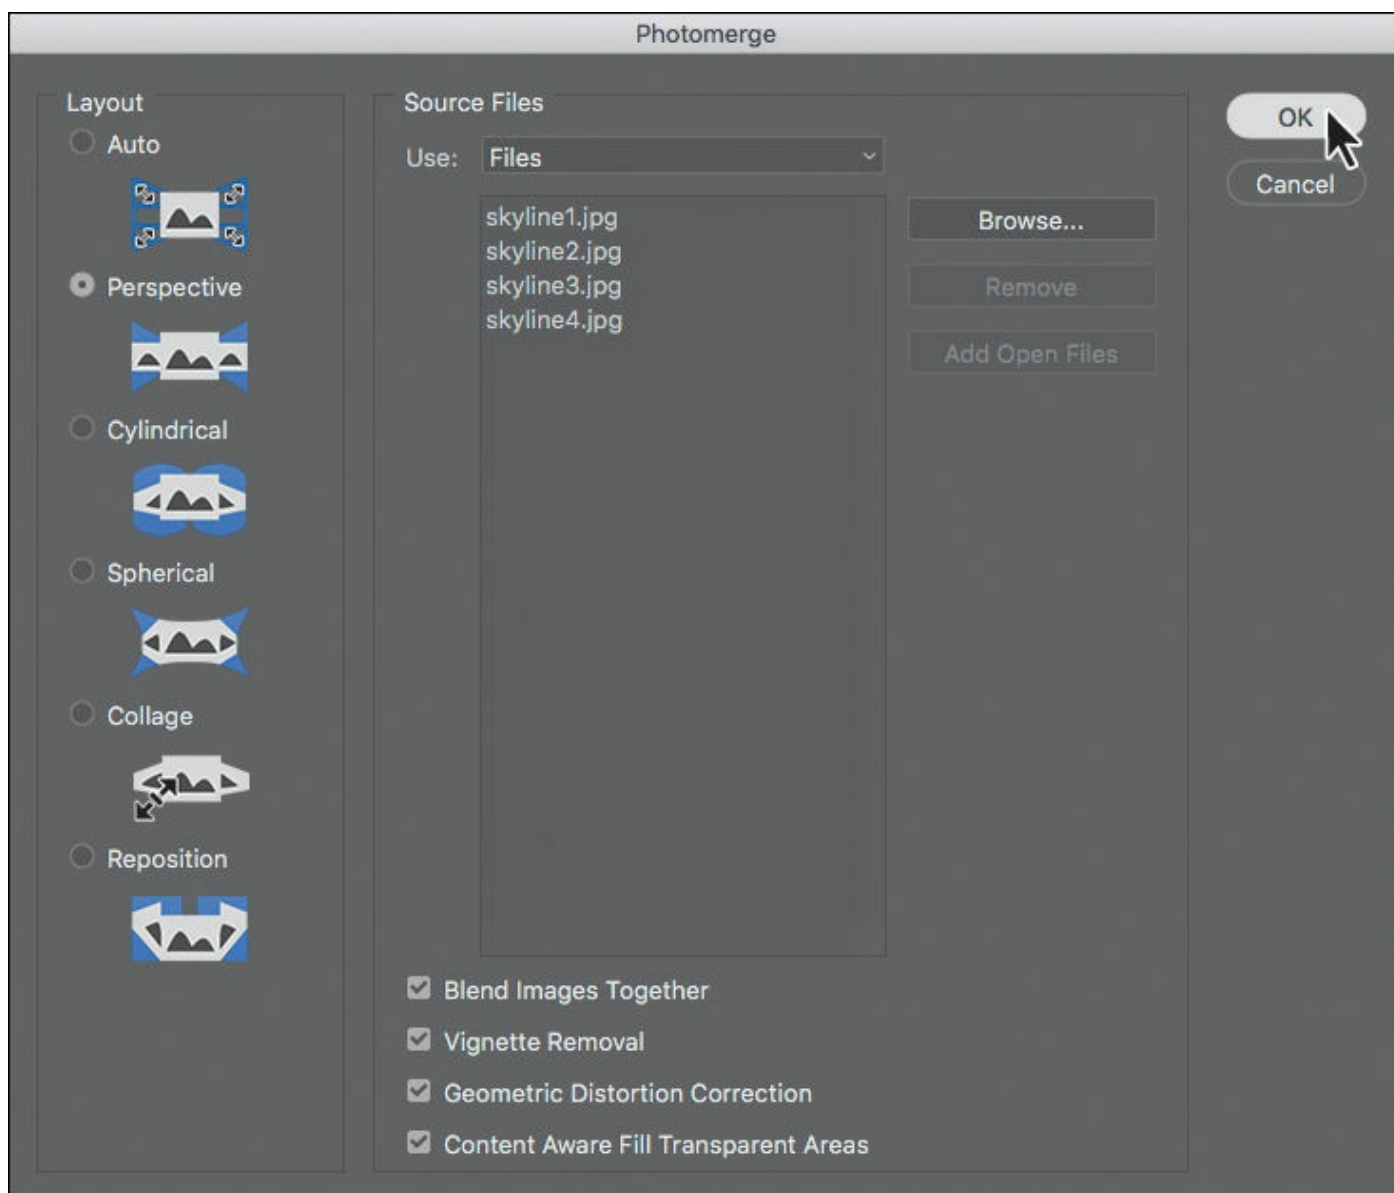 Photomerge
Layout
Auto
Perspective
Cylindrical
Spherical
Collage
Reposition
Source Files
Use: Files
skyline1.jpg
skyline2.jpg
skyline3.jpg
skyline4.jpg
Browse...
Remove
Add Open Files
Blend Images Together
Vignette Removal
Geometric Distortion Correction
Content Aware Fill Transparent Areas
OK
Cancel